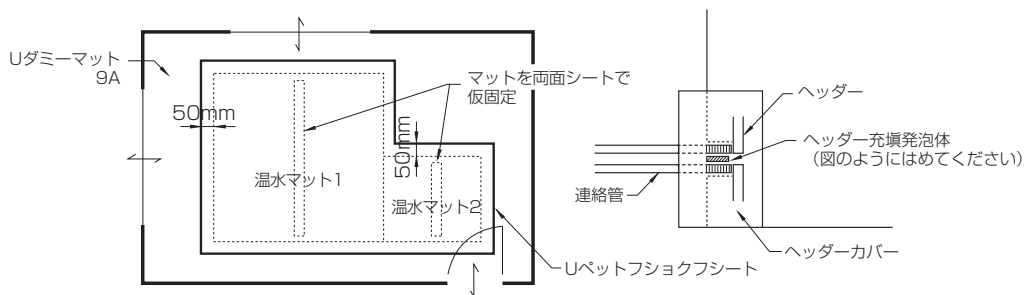 Uダミーマット
9A
50mm
マットを両面シートで
仮固定
50mm
温水マット1
温水マット2
Uペットフショクフシート
ヘッダー
ヘッダー充填発泡体
（図のようにはめてください）
連絡管
ヘッダーカバー